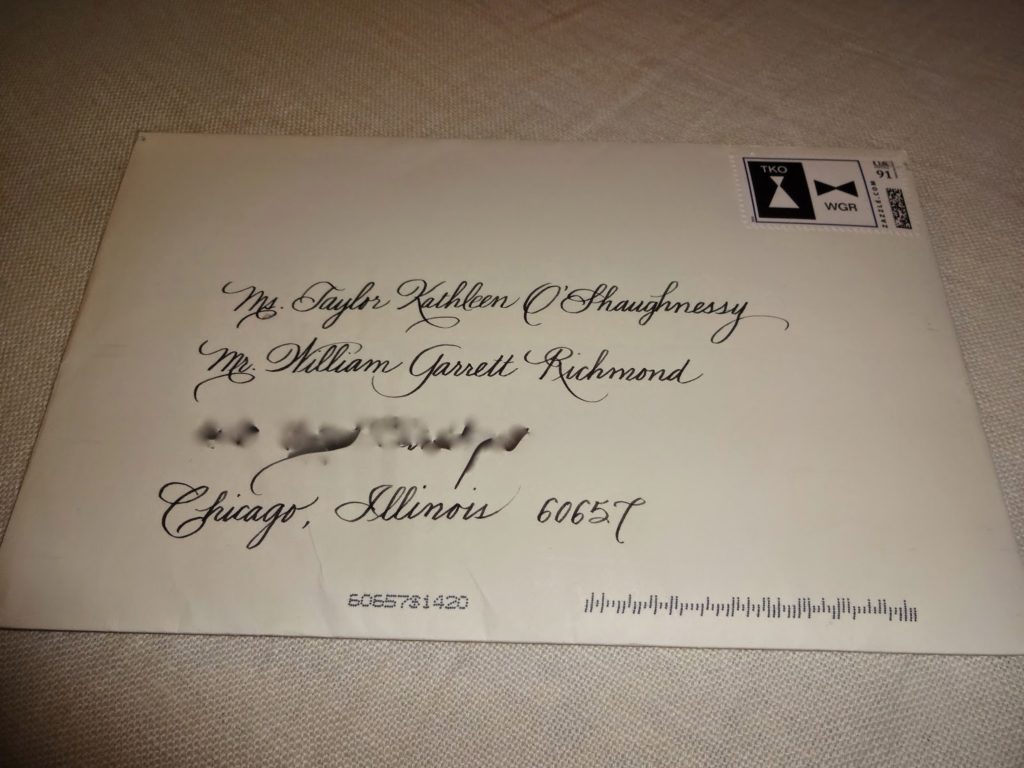 TKO
WGR
US
91
ZAZZLE.COM
Ms. Taylor Kathleen O'Shaughnessy
Mr. William Garrett Richmond
Chicago, Illinois 60657
60657$1420